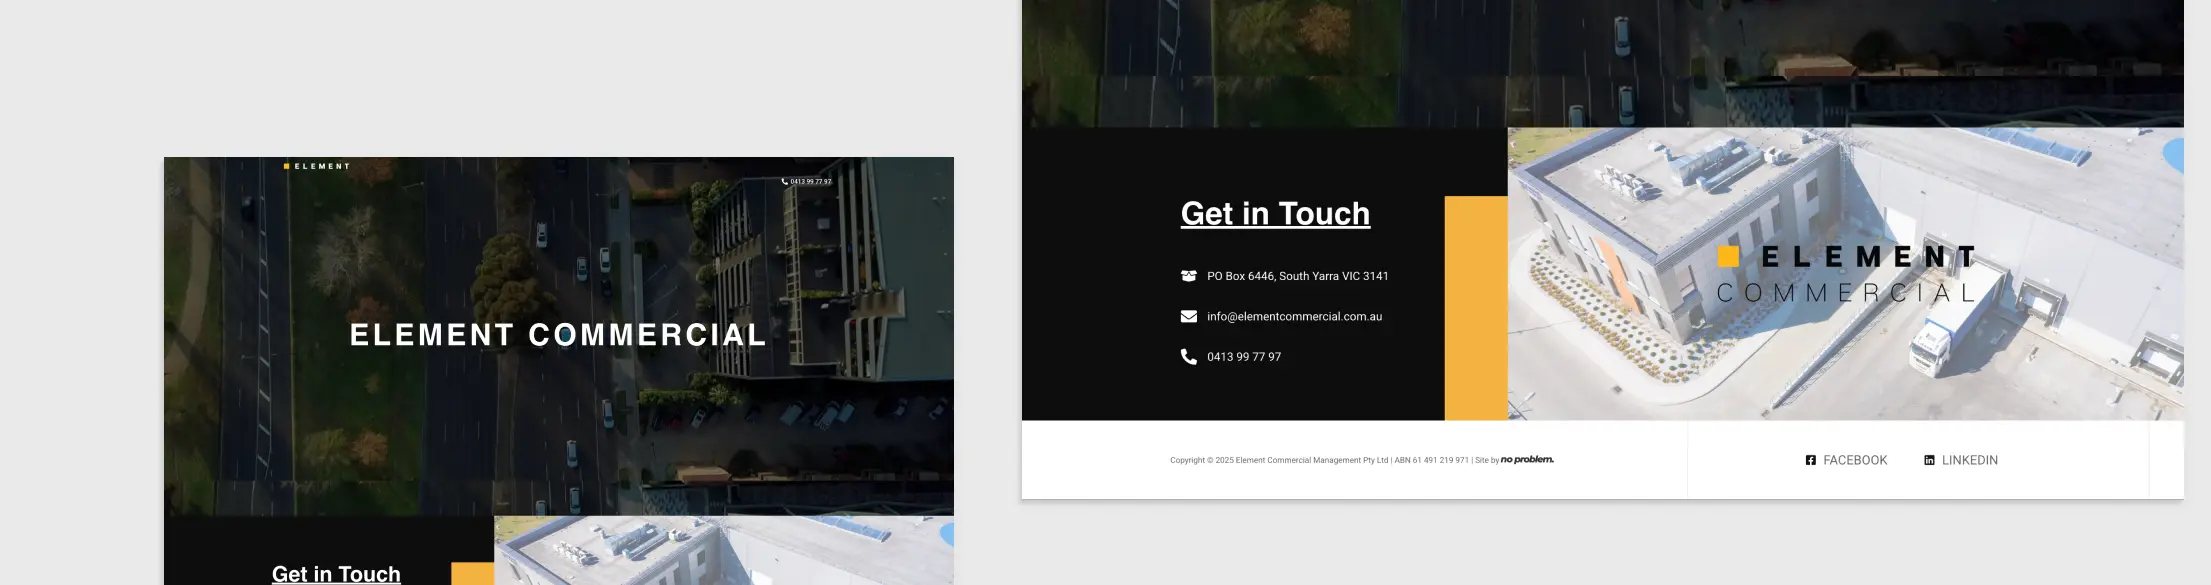 ELEMENT
0413 99 77 97
ELEMENT COMMERCIAL
Get in Touch
Get in Touch
PO Box 6446, South Yarra VIC 3141
info@elementcommercial.com.au
0413 99 77 97
ELEMENT
COMMERCIAL
Copyright © 2025 Element Commercial Management Pty Ltd | ABN 61 491 219 971 | Site by no problem.
FACEBOOK
LINKEDIN